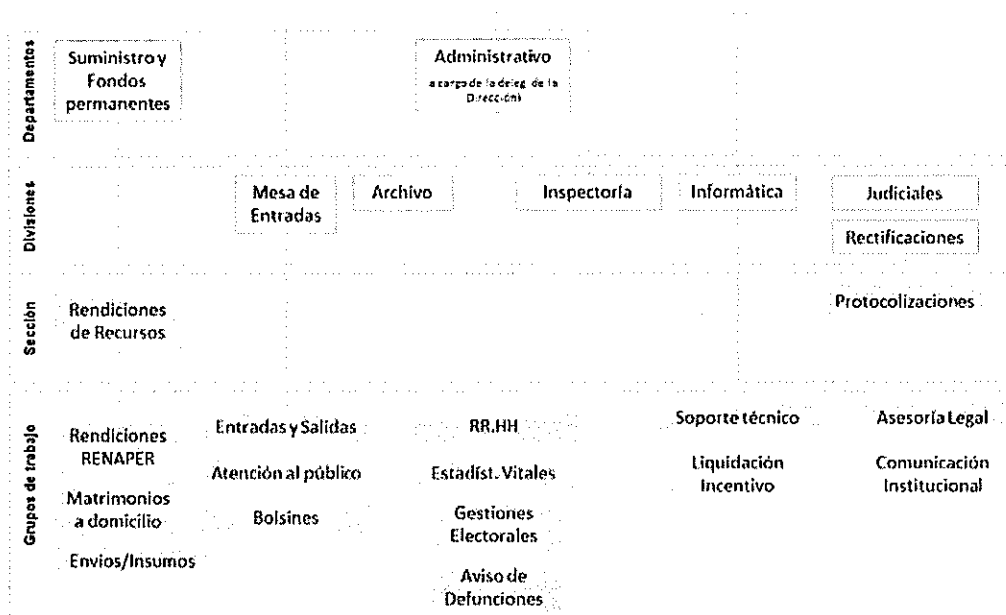 Departamentos
Suministro y
Fondos
permanentes
Administrativo
a cargo de la deleg. de la
Dirección)
Divisiones
Mesa de
Entradas
Archivo
Inspectoría
Informática
Judiciales
Rectificaciones
Sección
Rendiciones
de Recursos
Protocolizaciones
Grupos de trabajo
Rendiciones
RENAPER
Matrimonios
a domicilio
Envios/Insumos
Entradas y Salidas
Atención al público
Bolsines
RR.HH
Estadíst. Vitales
Gestiones
Electorales
Aviso de
Defunciones
Soporte técnico
Liquidación
Incentivo
Asesoría Legal
Comunicación
Institucional